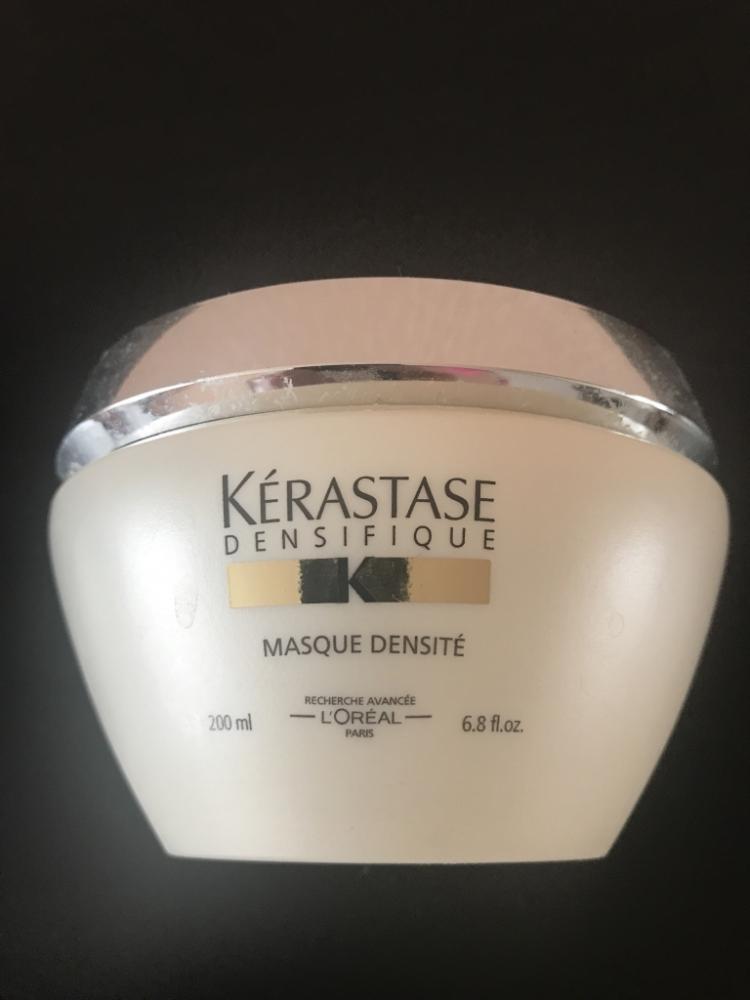 KÉRASTASE
DENSIFIQUE
K
MASQUE DENSITÉ
RECHERCHE AVANCÉE
200 ml L'ORÉAL 6.8 fl.oz.
PARIS